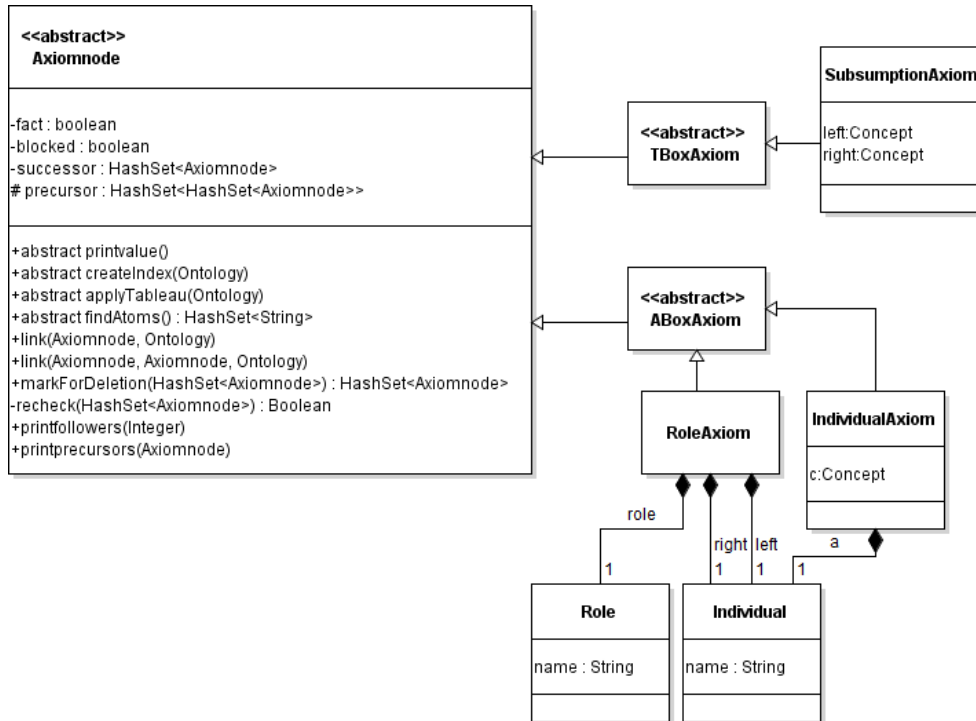 <<abstract>>
Axiomnode
-fact : boolean
-blocked : boolean
-successor : HashSet<Axiomnode>
# precursor : HashSet<HashSet<Axiomnode>>
+abstract printvalue()
+abstract createIndex(Ontology)
+abstract applyTableau(Ontology)
+abstract findAtoms() : HashSet<String>
+link(Axiomnode, Ontology)
+link(Axiomnode, Axiomnode, Ontology)
+markForDeletion(HashSet<Axiomnode>) : HashSet<Axiomnode>
-recheck(HashSet<Axiomnode>) : Boolean
+printfollowers(Integer)
+printprecursors(Axiomnode)
<<abstract>>
TBoxAxiom
SubsumptionAxiom
left:Concept
right:Concept
<<abstract>>
ABoxAxiom
RoleAxiom
IndividualAxiom
c:Concept
role
right
left
a
1
1
1
1
Role
name : String
Individual
name : String